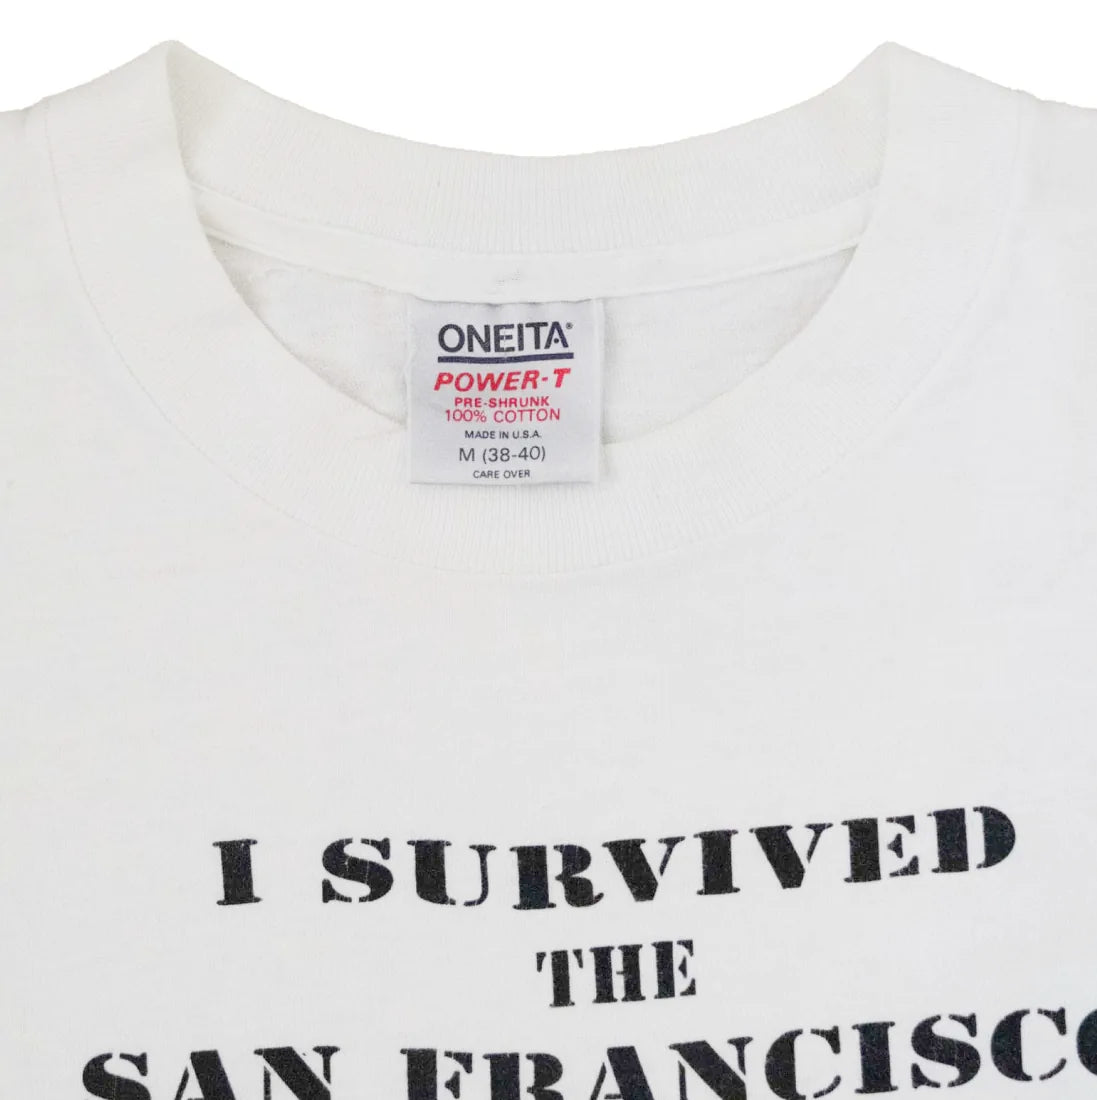 ONEITA®
POWER-T
PRE-SHRUNK
100% COTTON
MADE IN U.S.A.
M (38-40)
CARE OVER
I SURVIVED
THE
SAN FRANCISCO